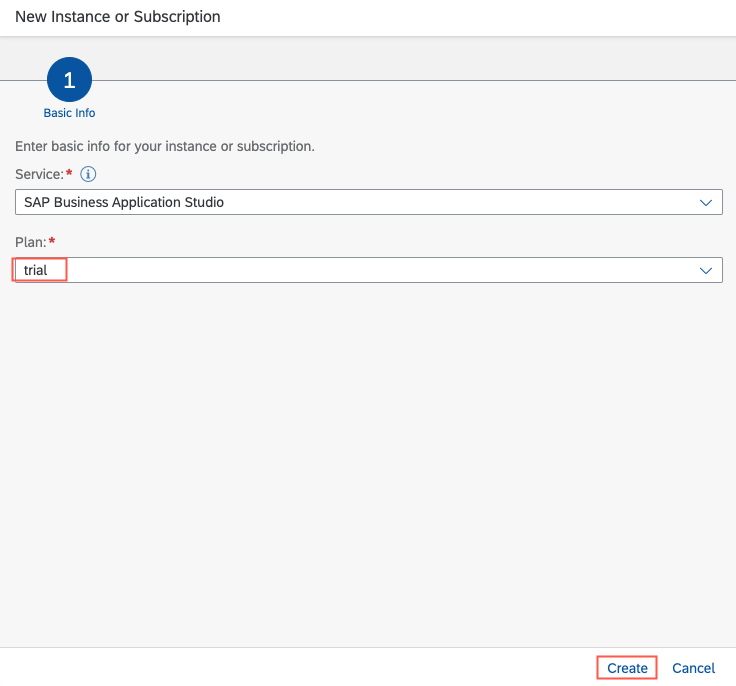 New Instance or Subscription
1
Basic Info
Enter basic info for your instance or subscription.
Service:* i
SAP Business Application Studio
Plan:*
trial
Create Cancel